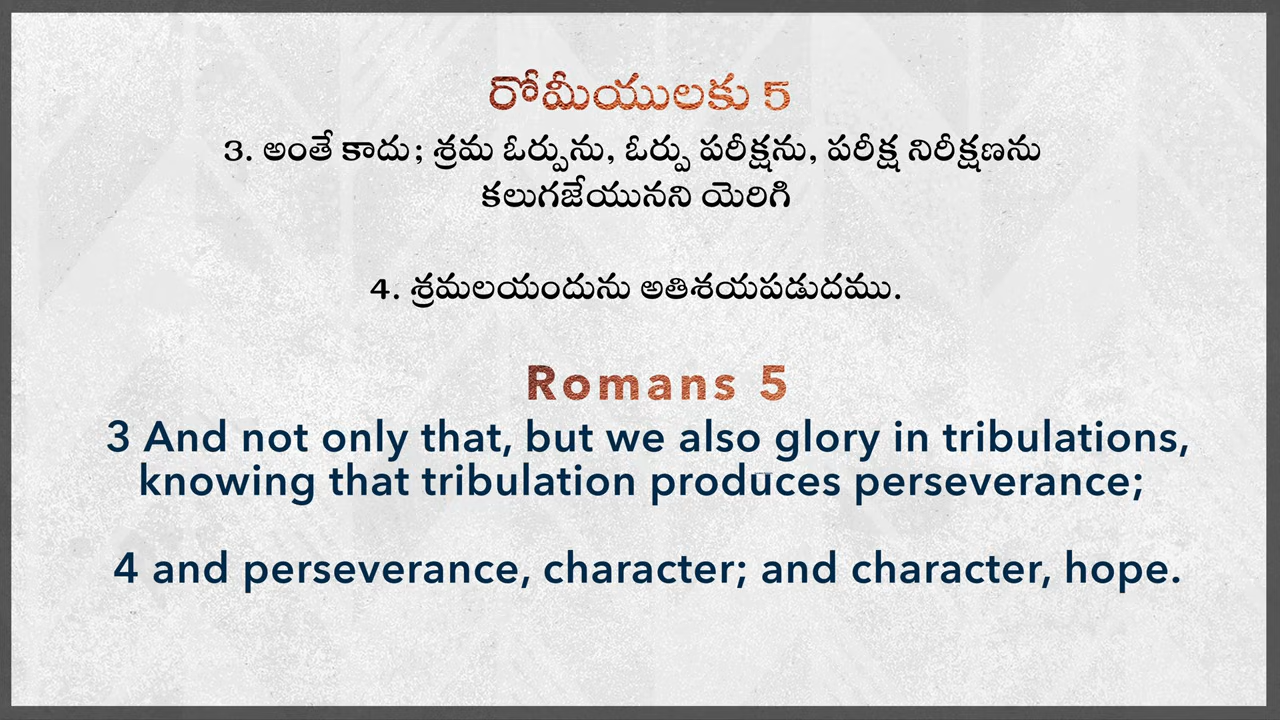 రోమీయులకు 5
3. అంతే కాదు; శ్రమ ఓర్పును, ఓర్పు పరీక్షను, పరీక్ష నిరీక్షణను
కలుగజేయునని యెరిగి
4. శ్రమలయందును అతిశయపడుదము.
Romans 5
3 And not only that, but we also glory in tribulations,
knowing that tribulation produces perseverance;
4 and perseverance, character; and character, hope.